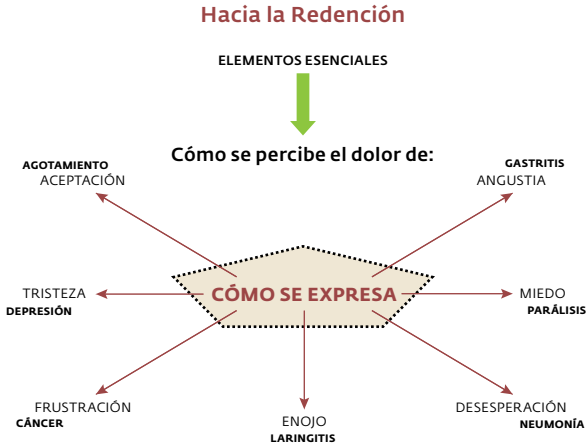 Hacia la Redención
ELEMENTOS ESENCIALES
Cómo se percibe el dolor de:
AGOTAMIENTO
ACEPTACIÓN
GASTRITIS
ANGUSTIA
CÓMO SE EXPRESA
TRISTEZA
DEPRESIÓN
MIEDO
PARÁLISIS
FRUSTRACIÓN
CÁNCER
ENOJO
LARINGITIS
DESESPERACIÓN
NEUMONÍA